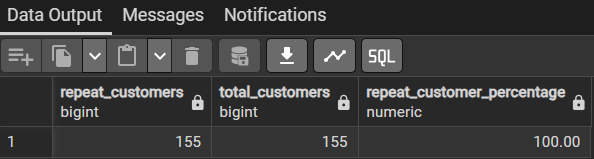 Data Output Messages Notifications
SQL
repeat_customers total_customers repeat_customer_percentage
bigint bigint numeric
1 155 155 100.00